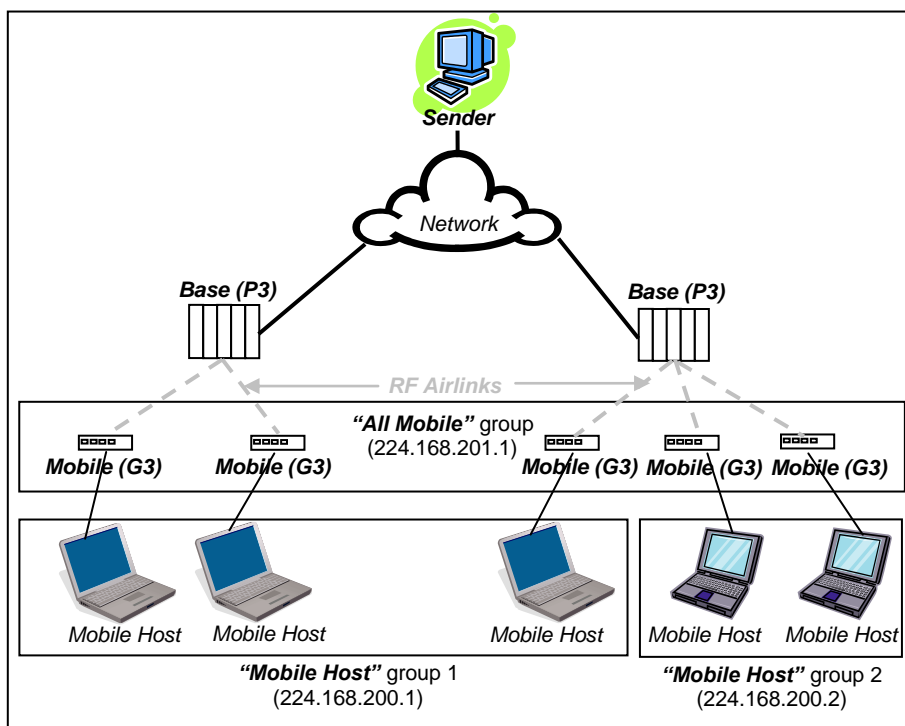 Sender
Network
Base (P3)
Base (P3)
RF Airlinks
“All Mobile” group
(224.168.201.1)
Mobile (G3)
Mobile (G3)
Mobile (G3)
Mobile (G3)
Mobile (G3)
Mobile Host
Mobile Host
Mobile Host
Mobile Host
Mobile Host
“Mobile Host” group 1
(224.168.200.1)
“Mobile Host” group 2
(224.168.200.2)